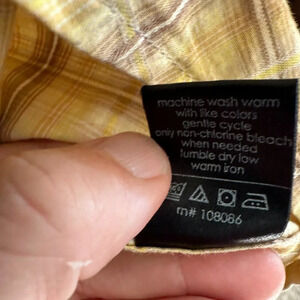 machine wash warm
with like colors
gentle cycle
only non-chlorine bleach
when needed
tumble dry low
warm iron
rn# 108086